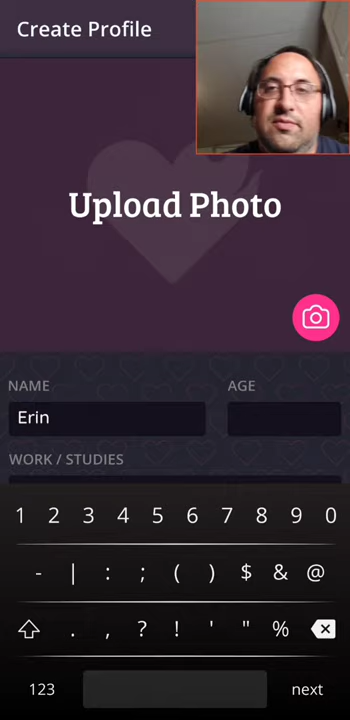 Create Profile
Upload Photo
NAME AGE
Erin
WORK / STUDIES
1 2 3 4 5 6 7 8 9 0
- | : ; ( ) $ & @
. , ? ! ' " %
123 next